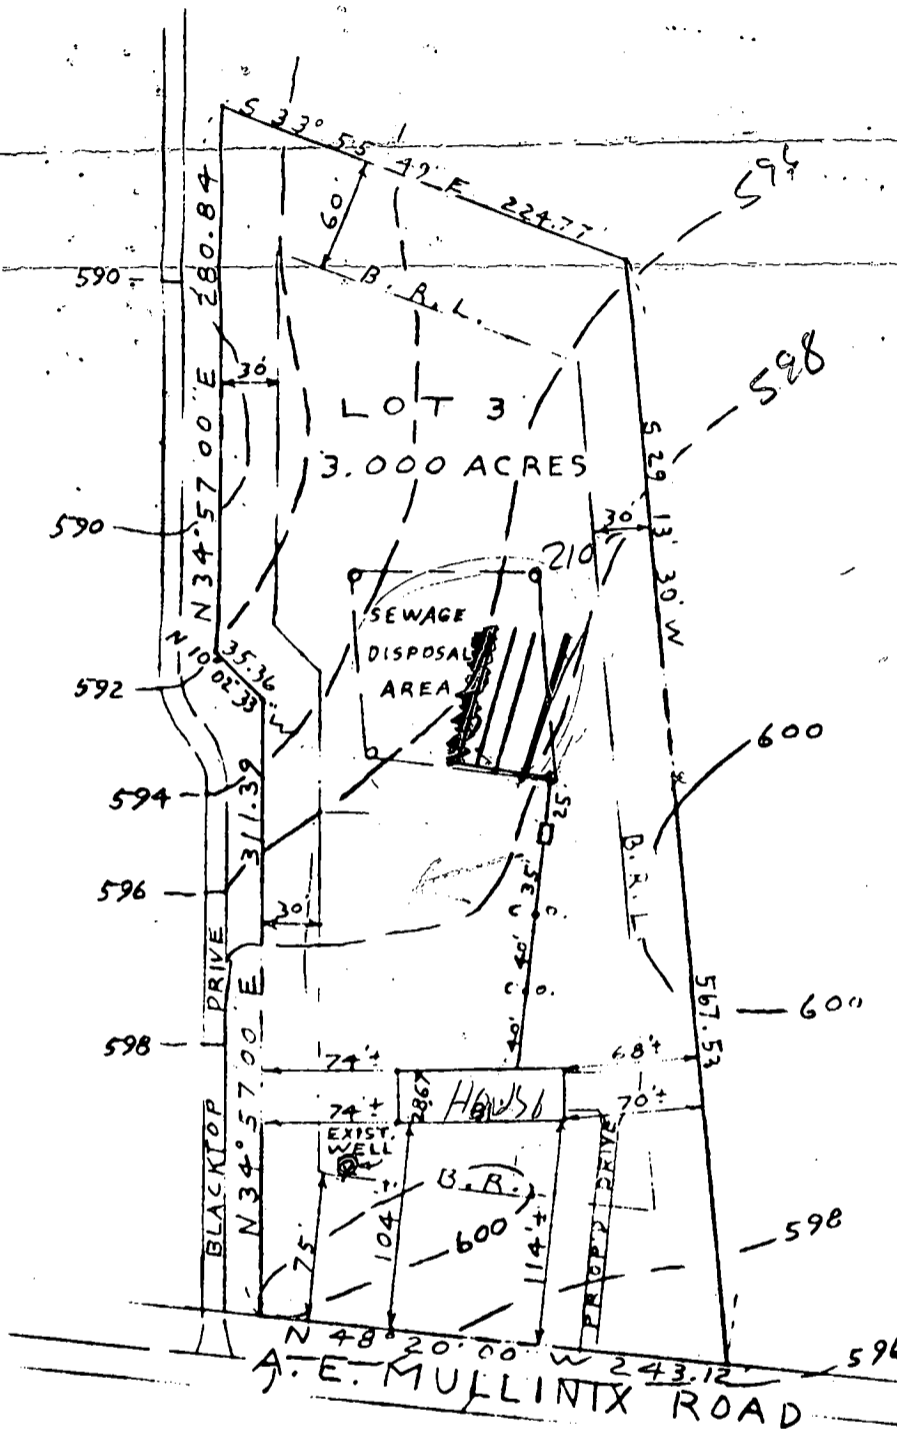 S 33° 55' 49" E 224.77'
596
60'
590
B. R. L.
N 34° 57' 00" E 280.84'
30'
598
LOT 3
3.000 ACRES
S 29° 13' 30" W 567.53
590
30'
210
SEWAGE
DISPOSAL
AREA
N 10° 02' 33" W
35.36'
592
600
594
25'
B. R. L.
596
35'
C. O.
30'
40'
C. O.
DRIVE
600
598
40'
N 34° 57' 00" E 311.39
74'±
68'±
28.67
HOUSE
74'±
70'±
EXIST.
WELL
B. R.
BLACKTOP
75'
104'±
600
114'±
PROP'D DRIVE
598
N 48° 20' 00" W 243.12'
596
A. E. MULLINIX ROAD